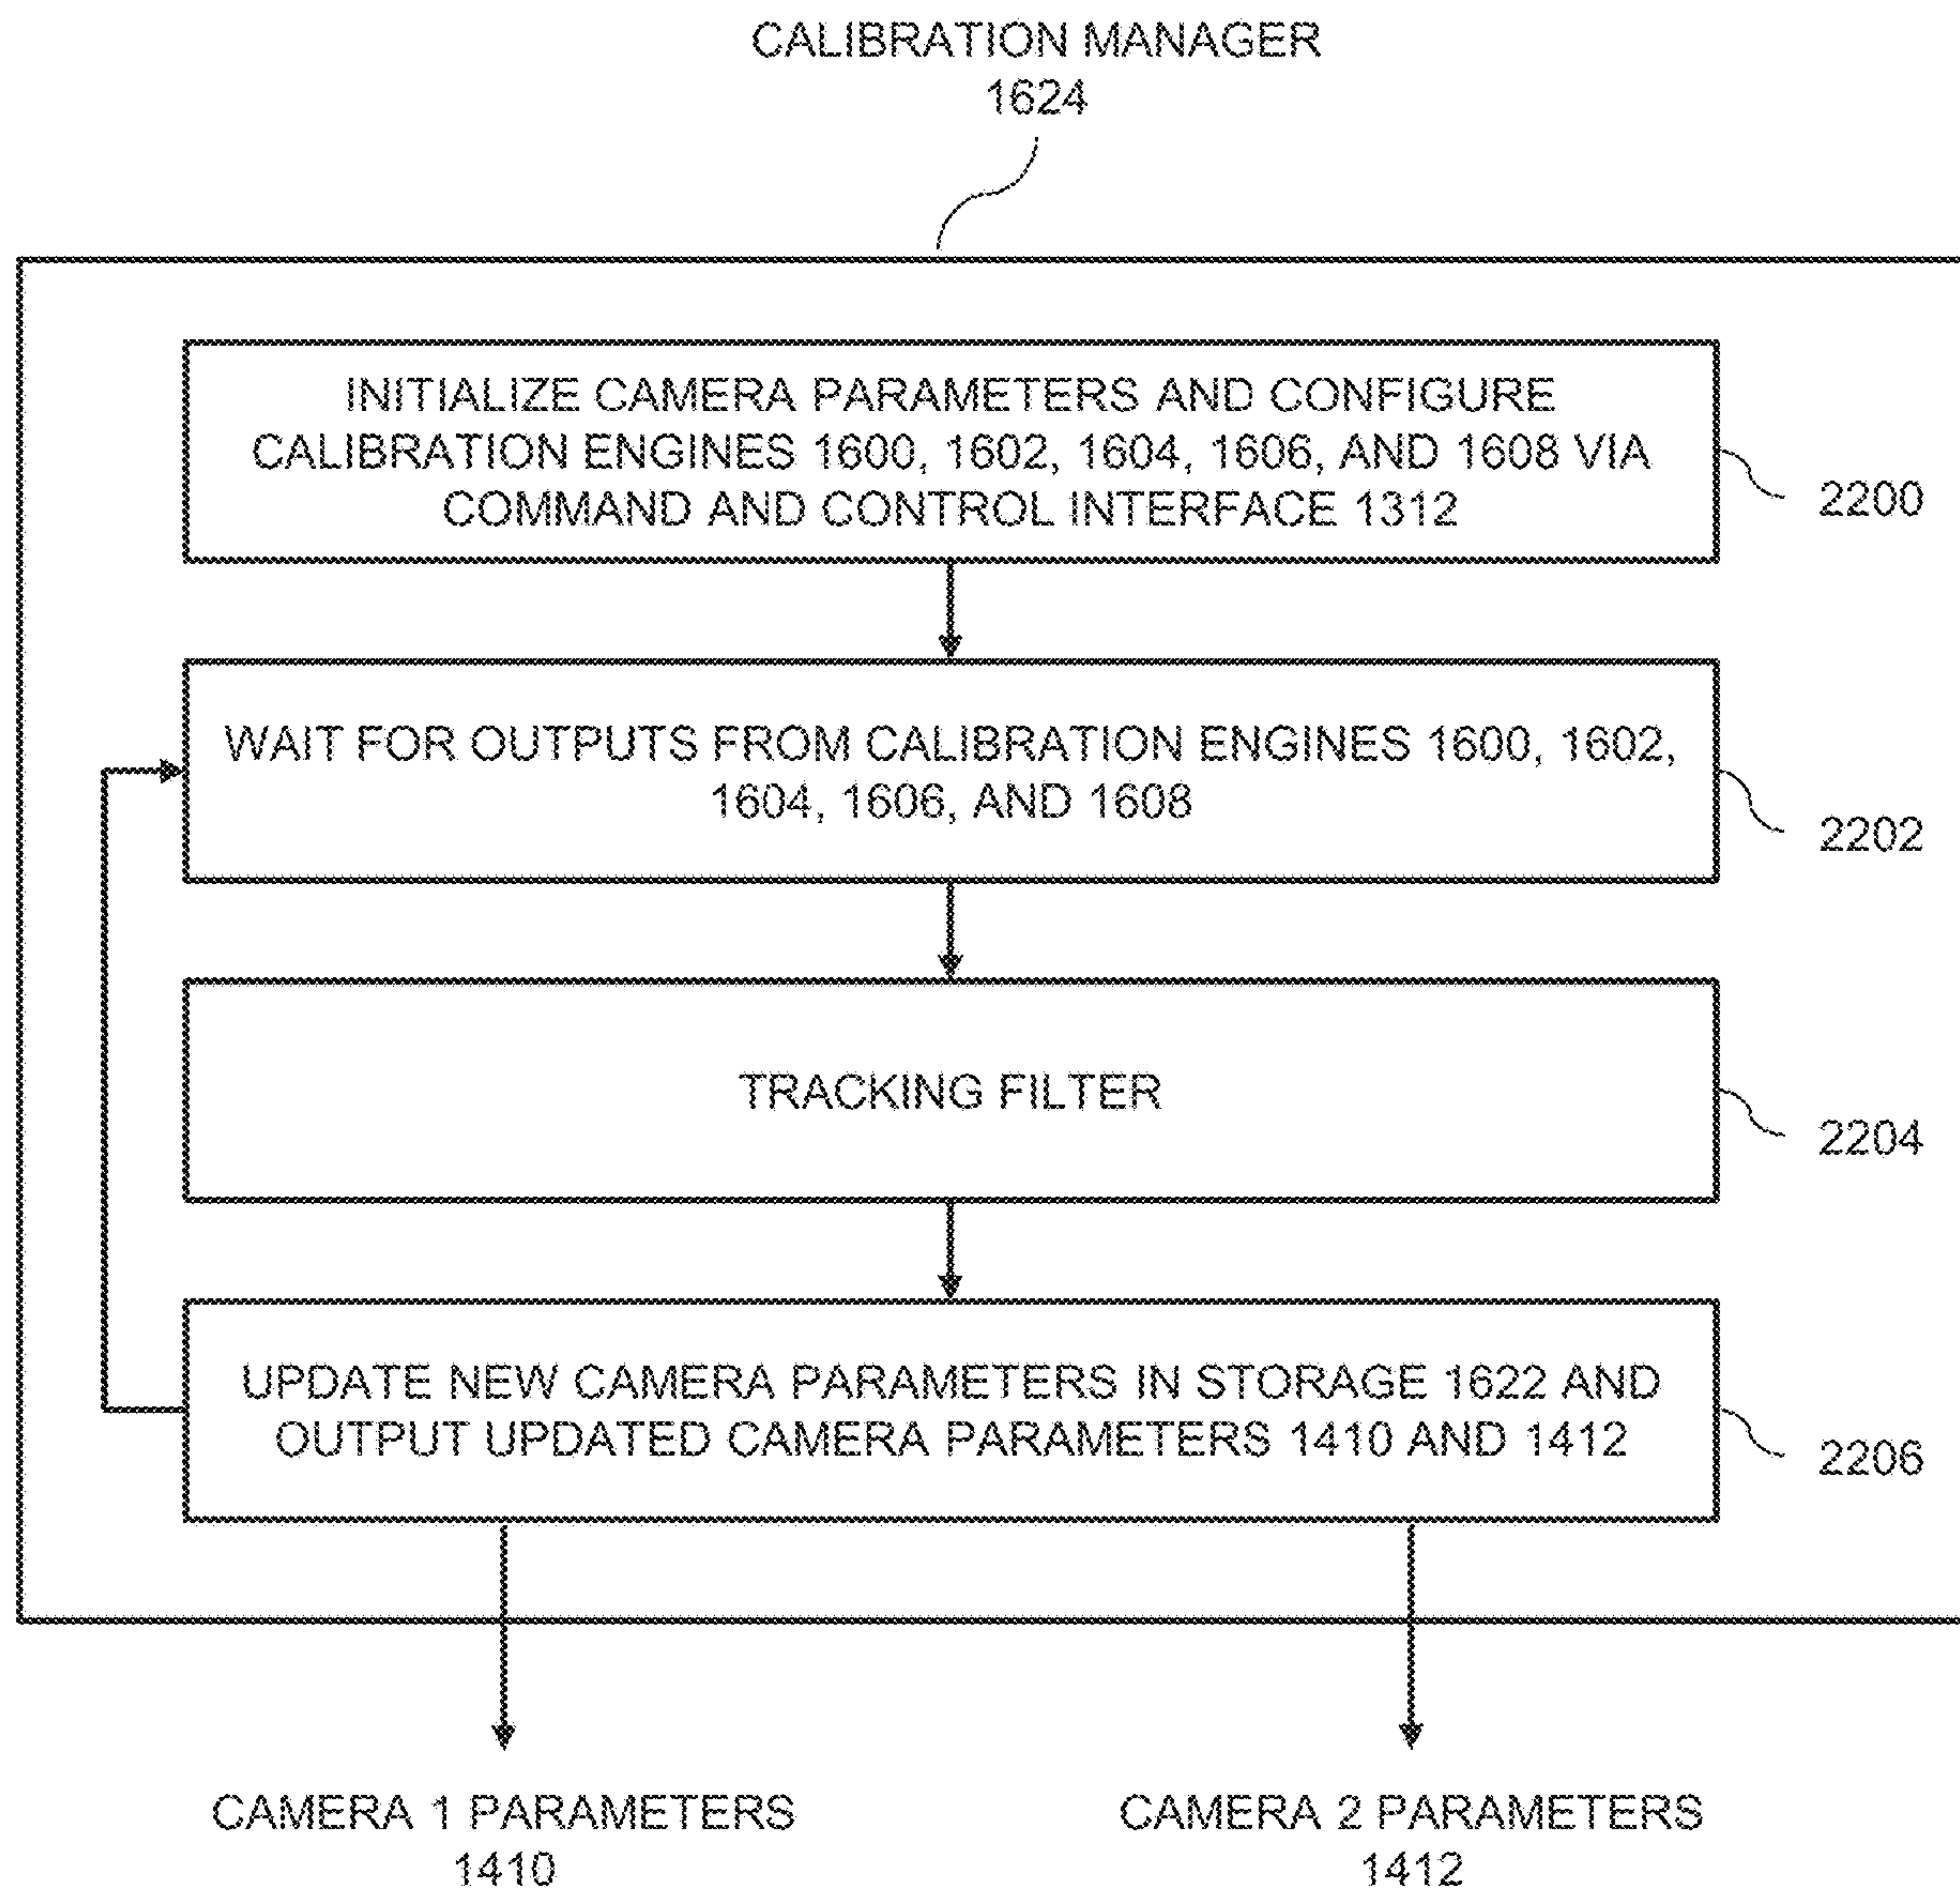 CALIBRATION MANAGER
1624
INITIALIZE CAMERA PARAMETERS AND CONFIGURE
CALIBRATION ENGINES 1600, 1602, 1604, 1606, AND 1608 VIA
COMMAND AND CONTROL INTERFACE 1312
2200
WAIT FOR OUTPUTS FROM CALIBRATION ENGINES 1600, 1602,
1604, 1606, AND 1608
2202
TRACKING FILTER
2204
UPDATE NEW CAMERA PARAMETERS IN STORAGE 1622 AND
OUTPUT UPDATED CAMERA PARAMETERS 1410 AND 1412
2206
CAMERA 1 PARAMETERS
1410
CAMERA 2 PARAMETERS
1412